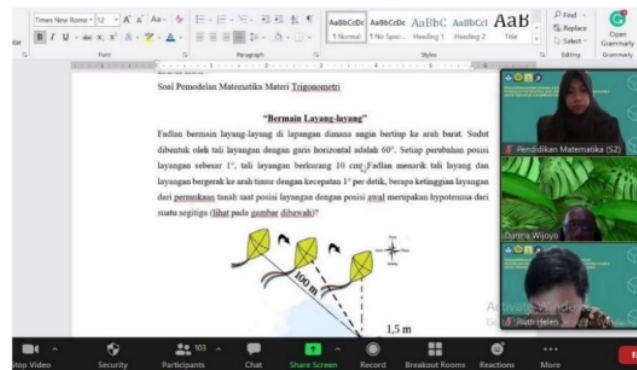 Times New Roma 12
Font
Paragraph
AaBbCcDc AaBbCcDc AaBbC AaBbCcI AaB
1 Normal 1 No Spac... Heading 1 Heading 2 Title
Styles
Find
Replace
Select
Editing
Open
Grammarly
Grammarly
Soal Pemodelan Matematika Materi Trigonometri
"Bermain Layang-layang"
Fadlan bermain layang-layang di lapangan dimana angin bertiup ke arah barat. Sudut
dibentuk oleh tali layangan dengan garis horizontal adalah 60°. Setiap perubahan posisi
layangan sebesar 1°, tali layangan berkurang 10 cm. Fadlan menarik tali layang dan
layangan bergerak ke arah timur dengan kecepatan 1° per detik, berapa ketinggian layangan
dari permukaan tanah saat posisi layangan dengan posisi awal merupakan hypotenusa dari
suatu segitiga (lihat pada gambar dibawah)?
100 m
1,5 m
Pendidikan Matematika (S2)
Danna Wijoyo
Ruth Helen
Activate Windows
Stop Video
Security
103
Participants
Chat
Share Screen
Record
Breakout Rooms
Reactions
More